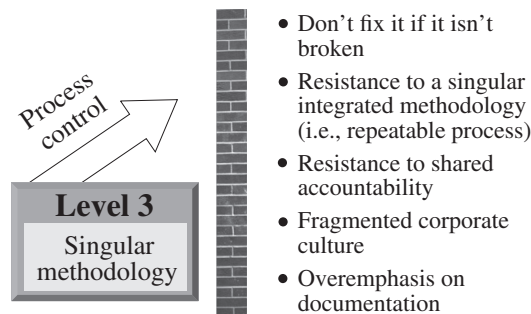 Process
control
Level 3
Singular
methodology
• Don’t fix it if it isn’t
broken
• Resistance to a singular
integrated methodology
(i.e., repeatable process)
• Resistance to shared
accountability
• Fragmented corporate
culture
• Overemphasis on
documentation